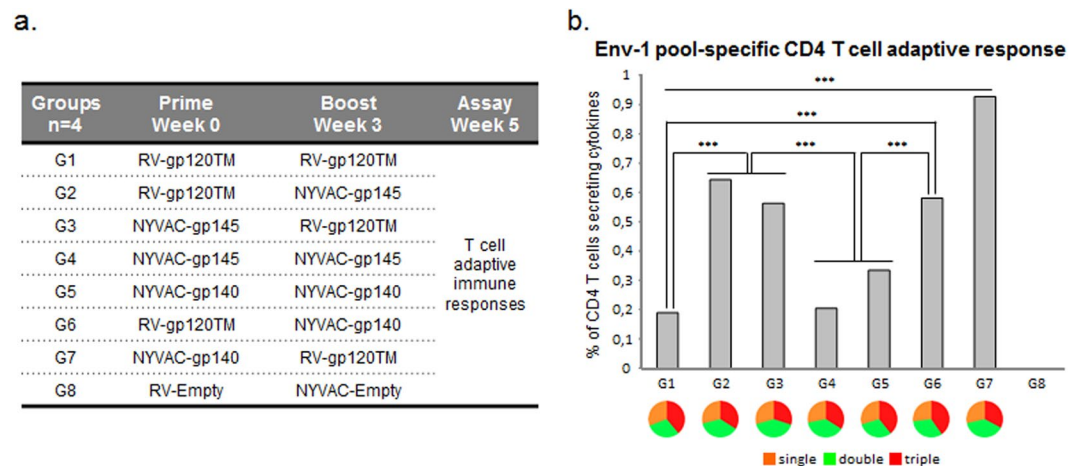 a.
Groups n=4 Prime Week 0 Boost Week 3 Assay Week 5
G1 RV-gp120TM RV-gp120TM
G2 RV-gp120TM NYVAC-gp145
G3 NYVAC-gp145 RV-gp120TM
G4 NYVAC-gp145 NYVAC-gp145
G5 NYVAC-gp140 NYVAC-gp140
G6 RV-gp120TM NYVAC-gp140
G7 NYVAC-gp140 RV-gp120TM
G8 RV-Empty NYVAC-Empty
T cell
adaptive
immune
responses
b.
Env-1 pool-specific CD4 T cell adaptive response
% of CD4 T cells secreting cytokines
1
0,9
0,8
0,7
0,6
0,5
0,4
0,3
0,2
0,1
0
***
***
*** *** ***
G1 G2 G3 G4 G5 G6 G7 G8
single double triple